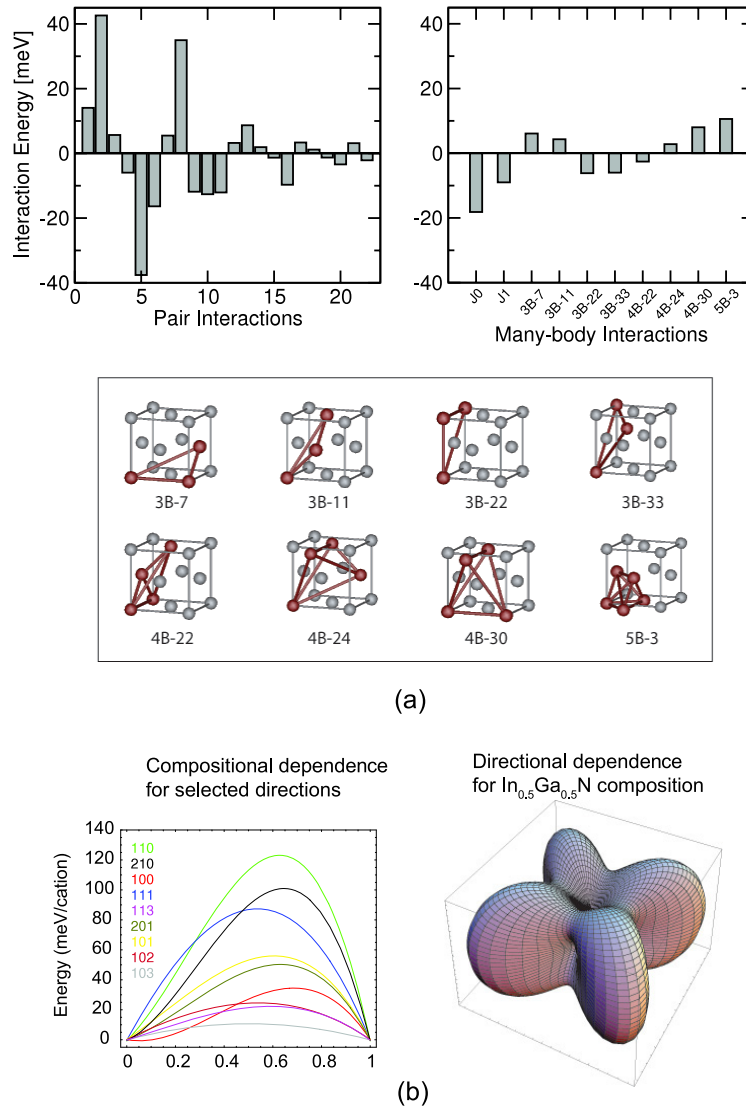 Interaction Energy [meV]
40
20
0
-20
-40
0 5 10 15 20
Pair Interactions
40
20
0
-20
-40
J0 J1 3B-7 3B-11 3B-22 3B-33 4B-22 4B-24 4B-30 5B-3
Many-body Interactions
3B-7 3B-11 3B-22 3B-33
4B-22 4B-24 4B-30 5B-3
(a)
Compositional dependence
for selected directions
Directional dependence
for In0.5Ga0.5N composition
Energy (meV/cation)
140
120
100
80
60
40
20
0
110
210
100
111
113
201
101
102
103
0 0.2 0.4 0.6 0.8 1
(b)